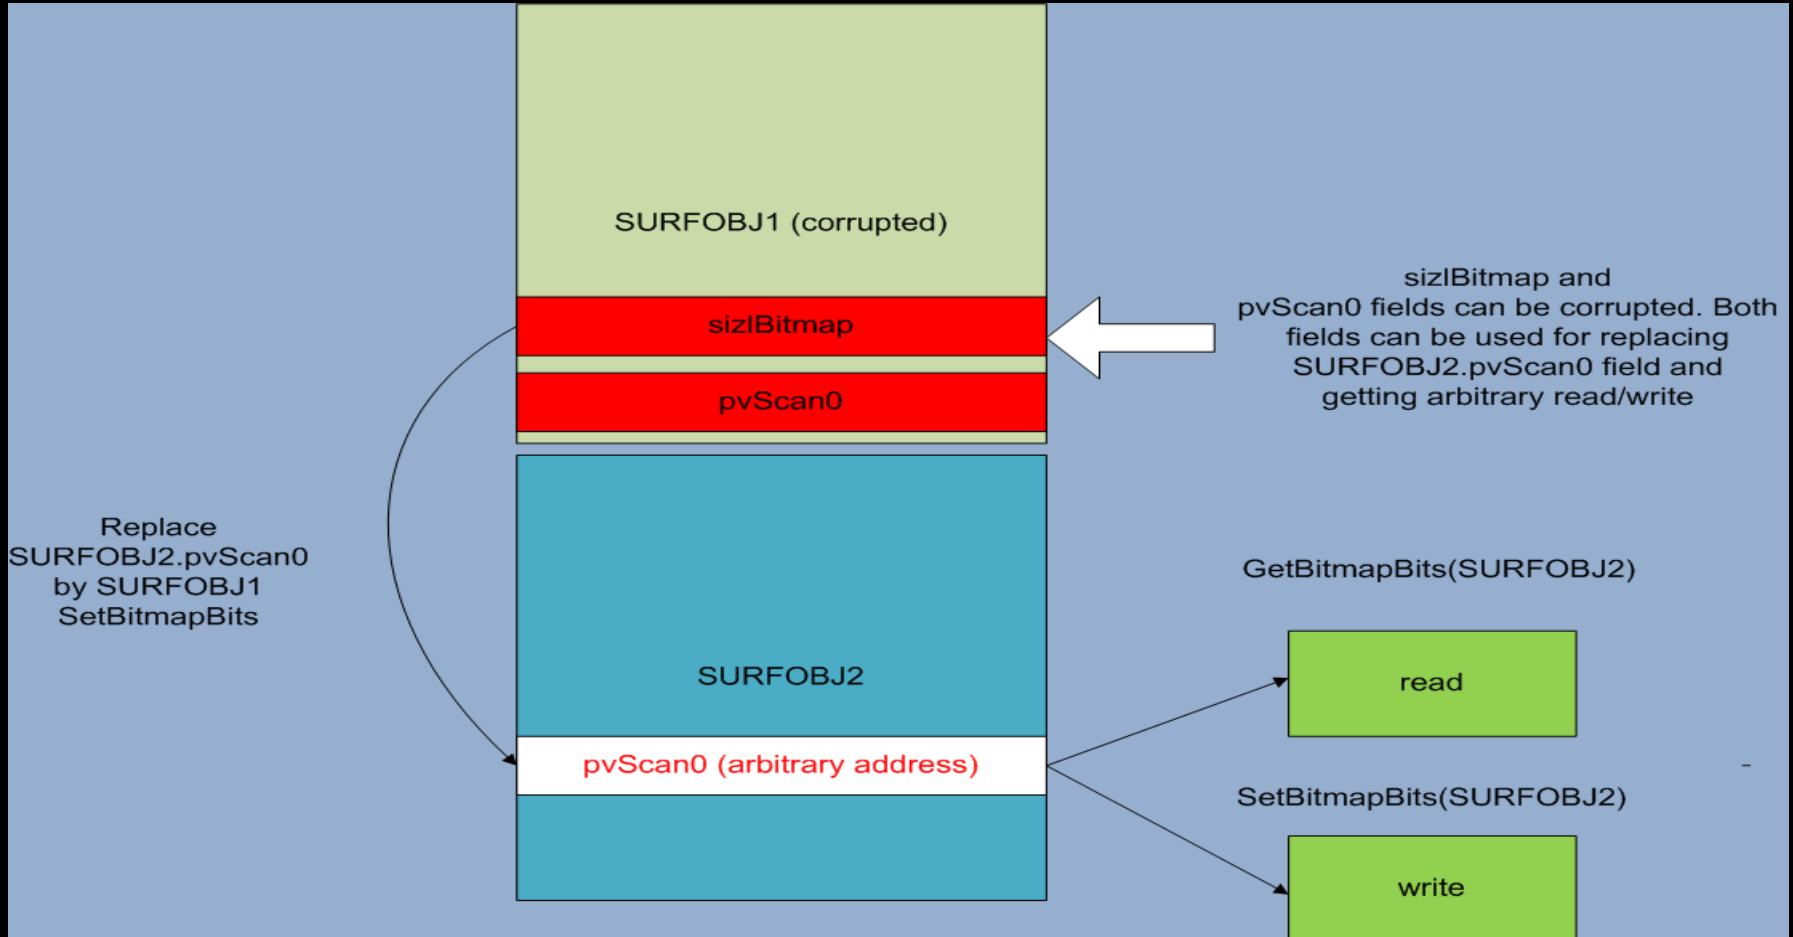 SURFOBJ1 (corrupted)
sizlBitmap
pvScan0
sizlBitmap and
pvScan0 fields can be corrupted. Both
fields can be used for replacing
SURFOBJ2.pvScan0 field and
getting arbitrary read/write
Replace
SURFOBJ2.pvScan0
by SURFOBJ1
SetBitmapBits
SURFOBJ2
pvScan0 (arbitrary address)
GetBitmapBits(SURFOBJ2)
read
-
SetBitmapBits(SURFOBJ2)
write